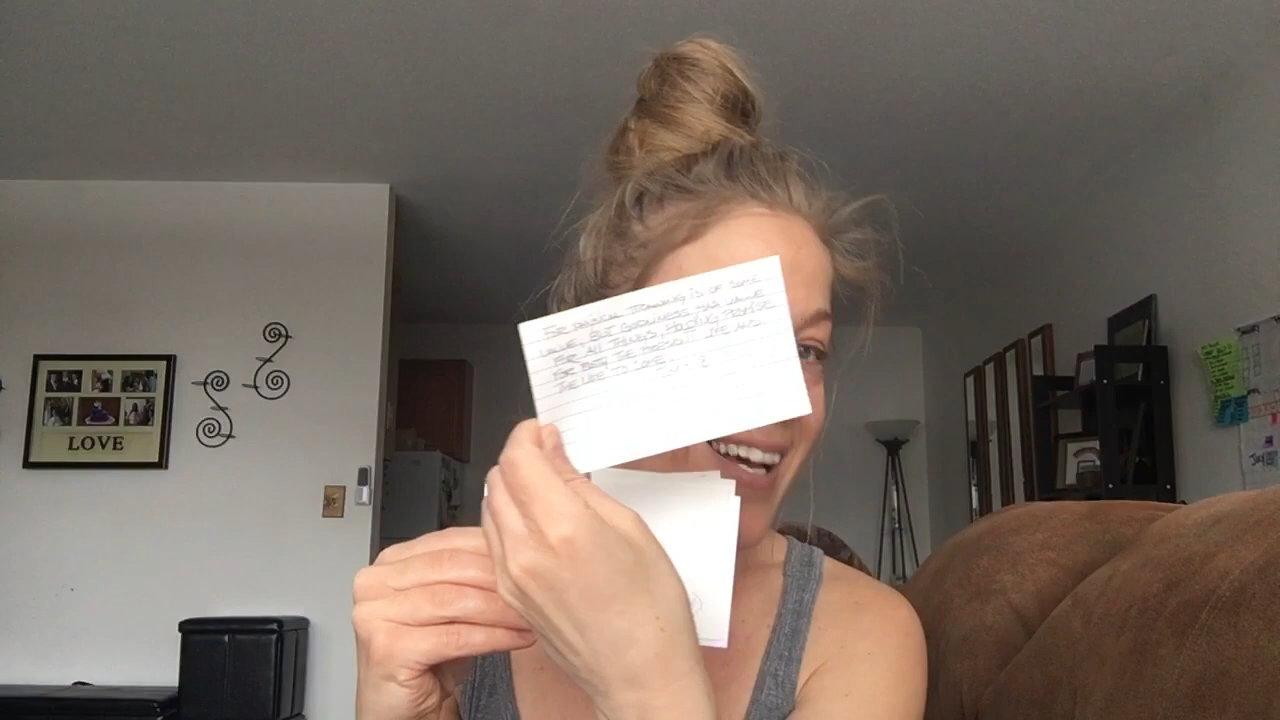 LOVE
FOR PHYSICAL TRAINING IS OF SOME
VALUE, BUT GODLINESS HAS VALUE
FOR ALL THINGS, HOLDING PROMISE
FOR BOTH THE PRESENT LIFE AND
THE LIFE TO COME.